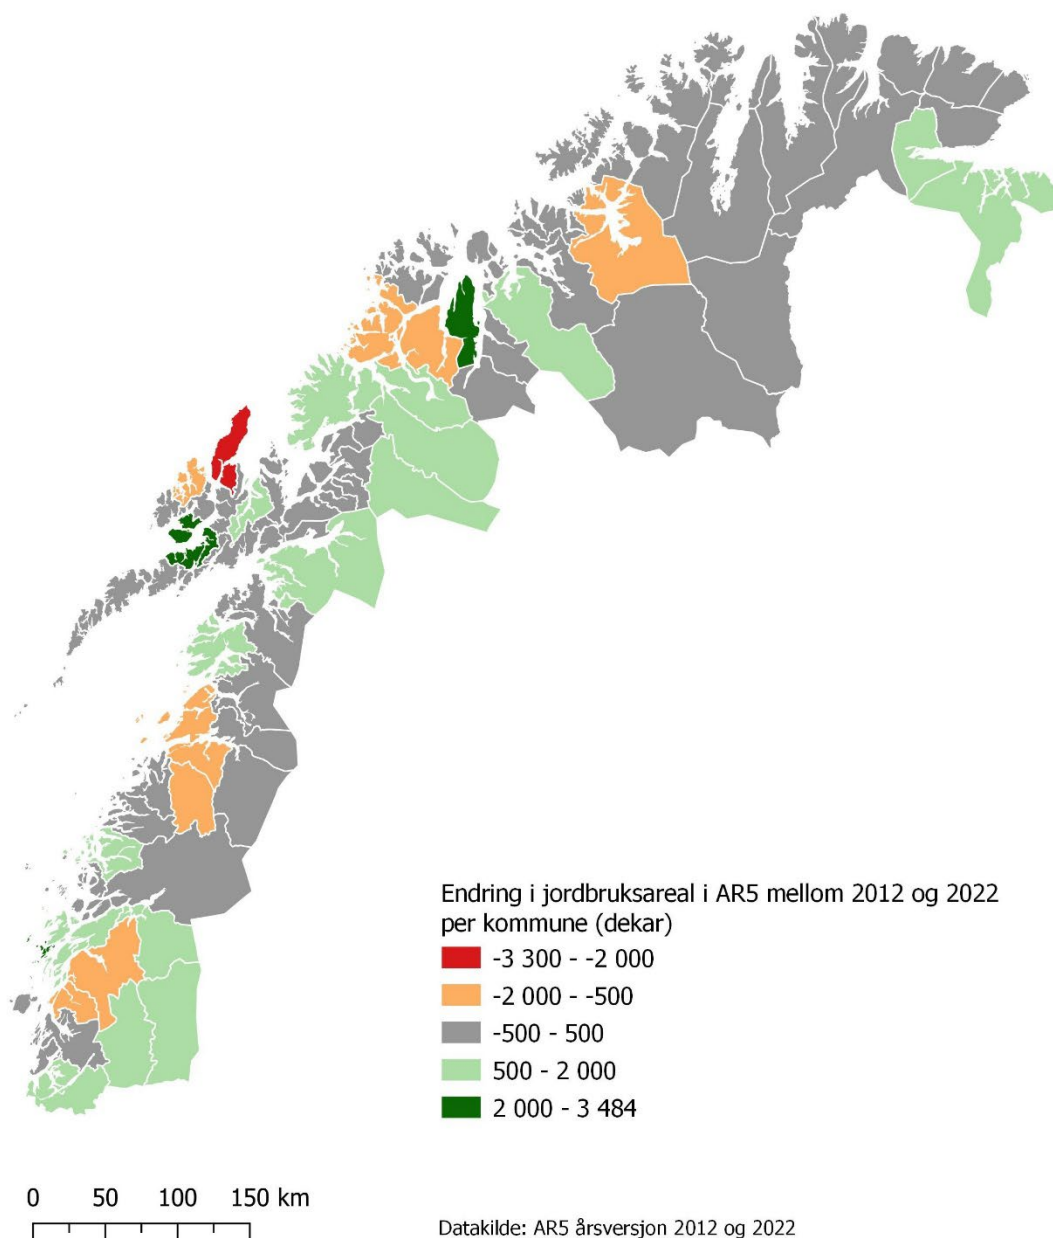 Endring i jordbruksareal i AR5 mellom 2012 og 2022
per kommune (dekar)
-3 300 - -2 000
-2 000 - -500
-500 - 500
500 - 2 000
2 000 - 3 484
0 50 100 150 km
Datakilde: AR5 årsversjon 2012 og 2022